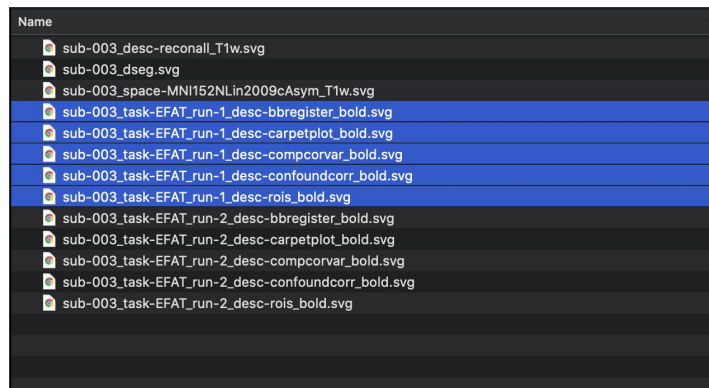 Name
sub-003_desc-reconall_T1w.svg
sub-003_dseg.svg
sub-003_space-MNI152NLin2009cAsym_T1w.svg
sub-003_task-EFAT_run-1_desc-bbregister_bold.svg
sub-003_task-EFAT_run-1_desc-carpetplot_bold.svg
sub-003_task-EFAT_run-1_desc-compcorvar_bold.svg
sub-003_task-EFAT_run-1_desc-confoundcorr_bold.svg
sub-003_task-EFAT_run-1_desc-rois_bold.svg
sub-003_task-EFAT_run-2_desc-bbregister_bold.svg
sub-003_task-EFAT_run-2_desc-carpetplot_bold.svg
sub-003_task-EFAT_run-2_desc-compcorvar_bold.svg
sub-003_task-EFAT_run-2_desc-confoundcorr_bold.svg
sub-003_task-EFAT_run-2_desc-rois_bold.svg